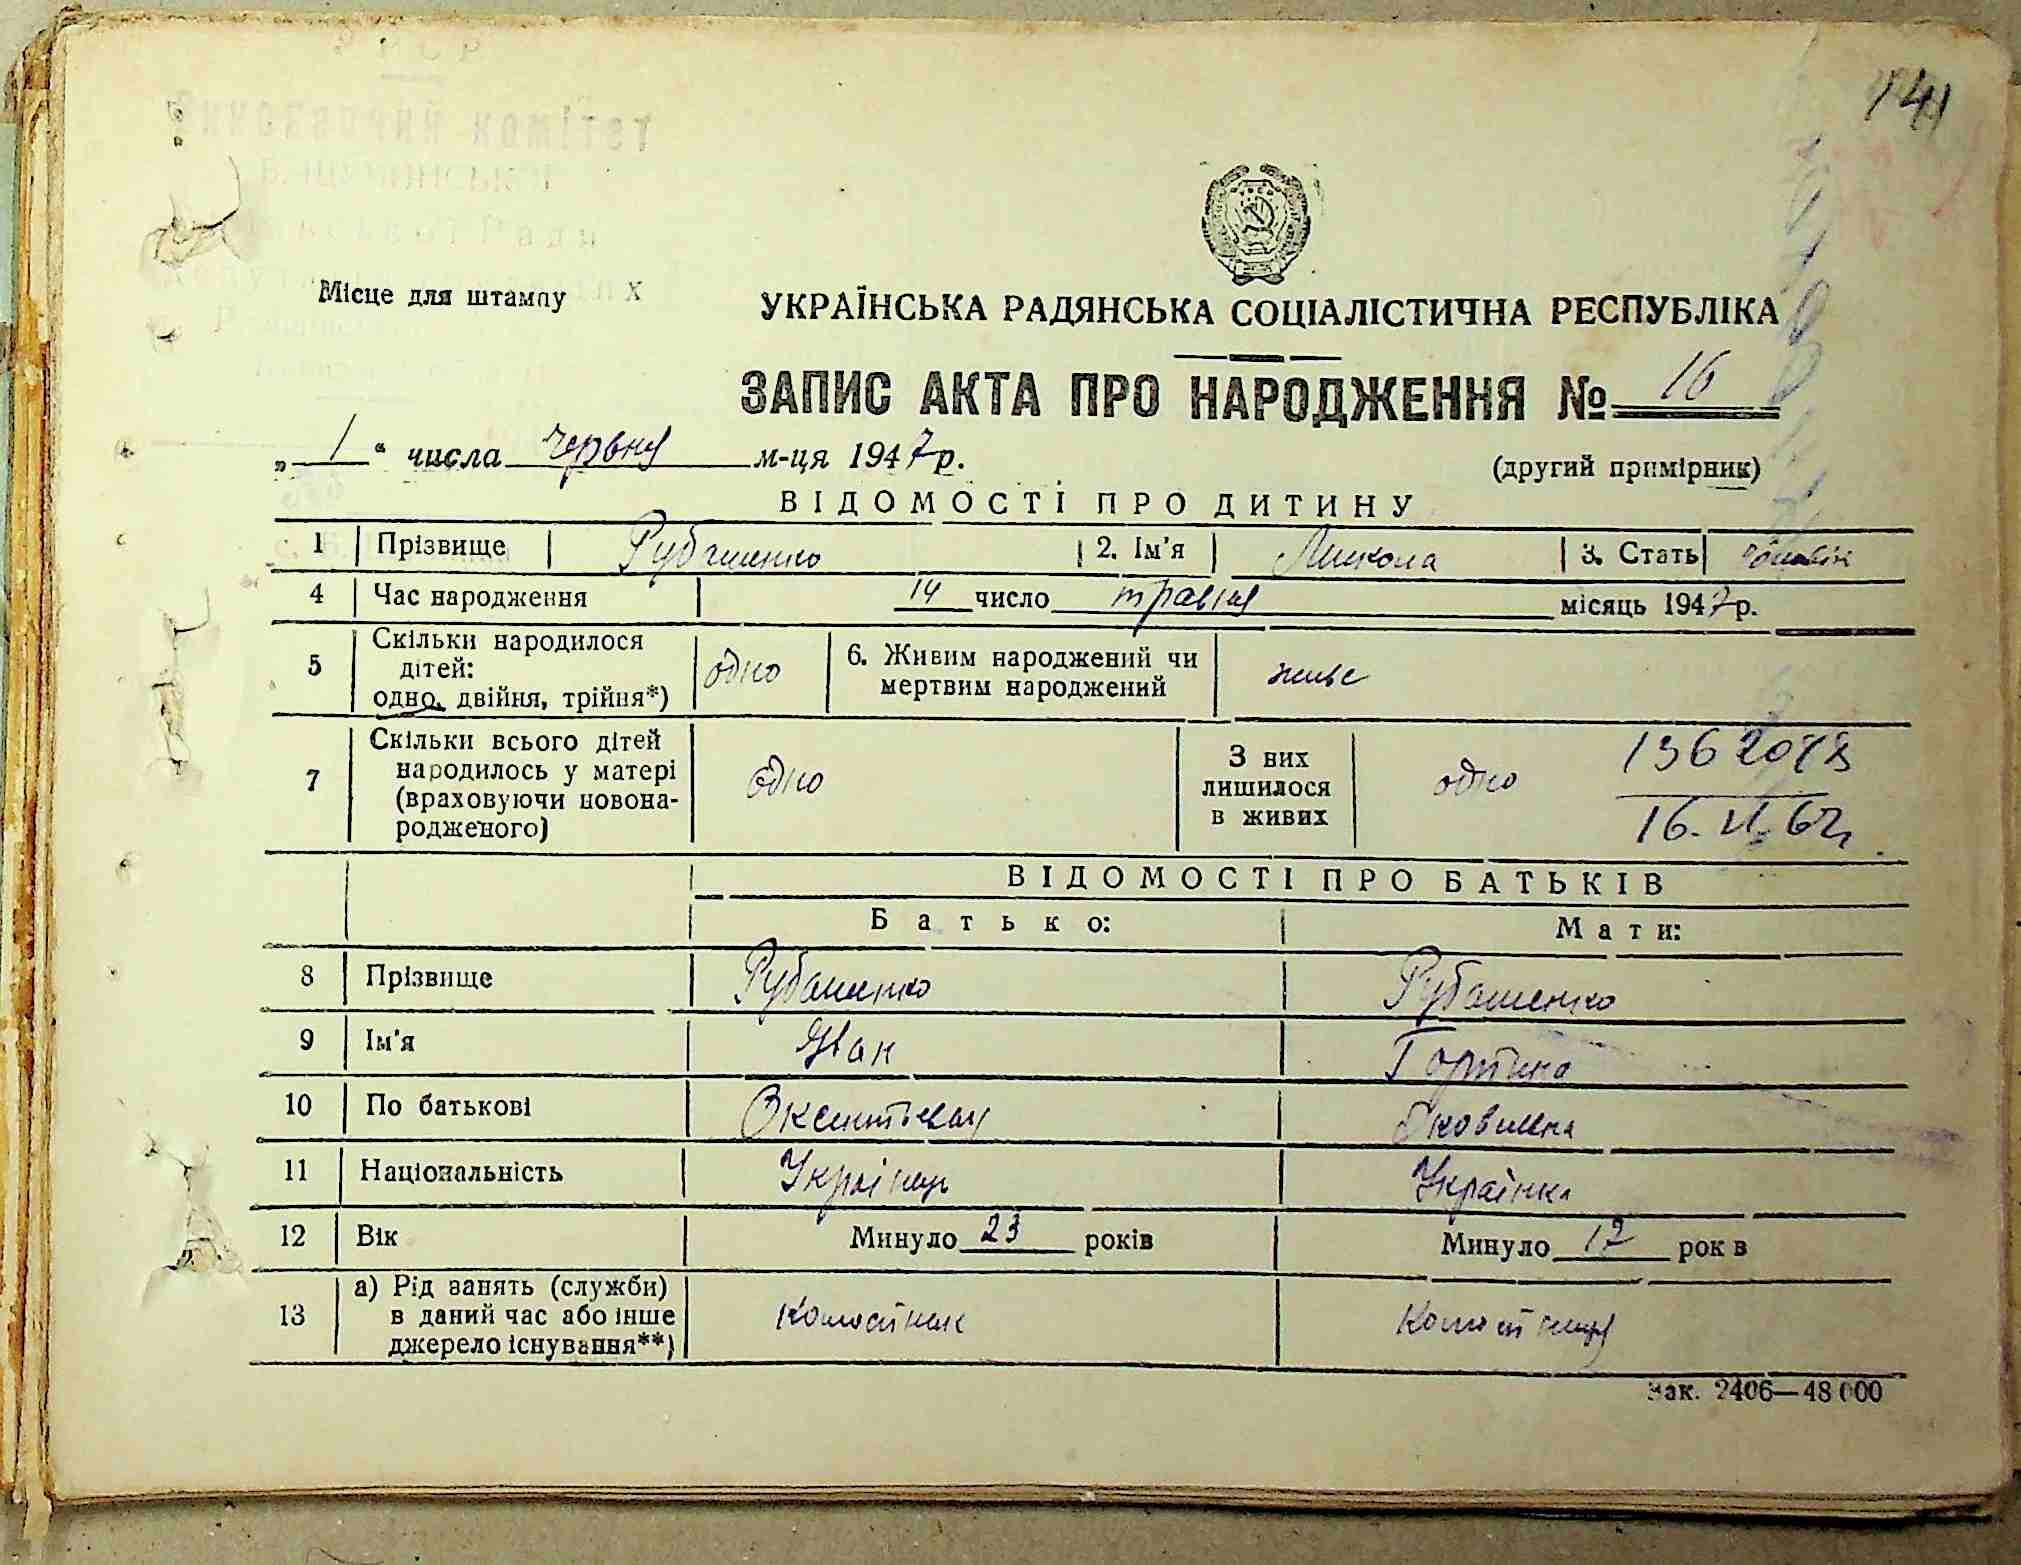 141
Місце для штампу
УКРАЇНСЬКА РАДЯНСЬКА СОЦІАЛІСТИЧНА РЕСПУБЛІКА
ЗАПИС АКТА ПРО НАРОДЖЕННЯ № 16
„ 1 “ числа червня м-ця 1947 р.
(другий примірник)
ВІДОМОСТІ ПРО ДИТИНУ
1 Прізвище Рубашенко 2. Ім'я Микола 3. Стать
4 Час народження 14 число травня місяць 1947 р.
5 Скільки народилося дітей: одно, двійня, трійня*) одно 6. Живим народжений чи мертвим народжений живе
7 Скільки всього дітей народилось у матері (враховуючи новонародженого) одно З них лишилося в живих одно
16. VI. 62
ВІДОМОСТІ ПРО БАТЬКІВ
Батько: Мати:
8 Прізвище Рубашенко Рубашенко
9 Ім'я Яван Горпина
10 По батькові
11 Національність Українець Українка
12 Вік Минуло 23 років Минуло 17 рок в
13 а) Рід занять (служби) в даний час або інше джерело існування**) Колгоспник Колгоспниця
Зак. 2406—48 000